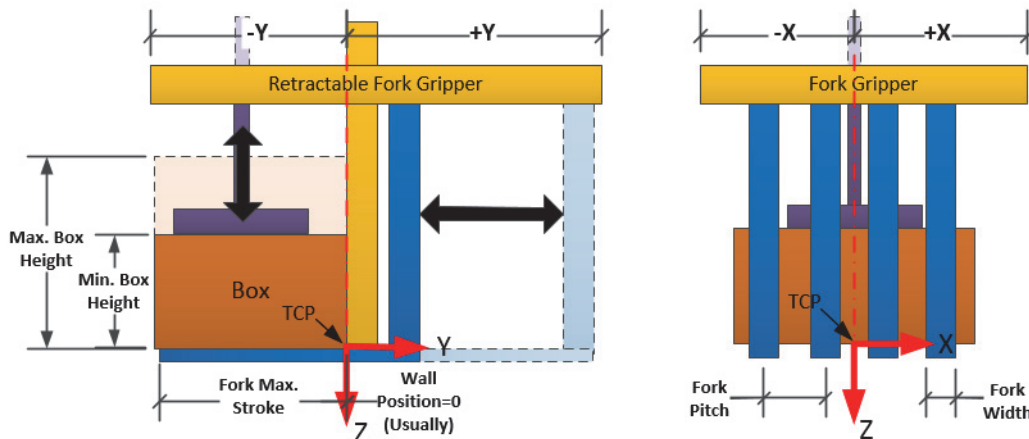 -Y
+Y
Retractable Fork Gripper
Max. Box
Height
Min. Box
Height
Box
TCP
Y
Fork Max.
Stroke
Wall
Position=0
(Usually)
Z
-X
+X
Fork Gripper
TCP
X
Fork
Pitch
Fork
Width
Z